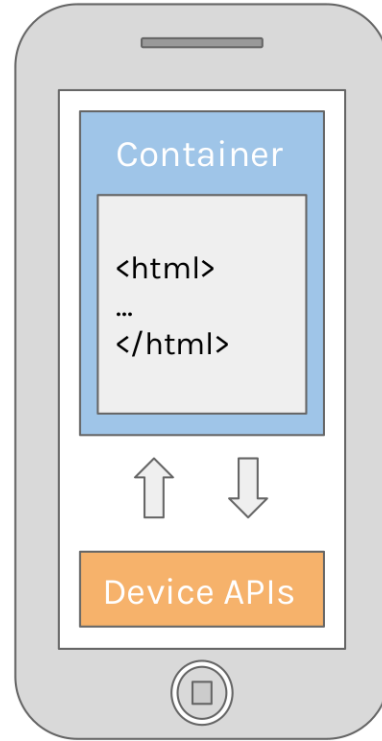 Container
<html>
…
</html>
Device APIs